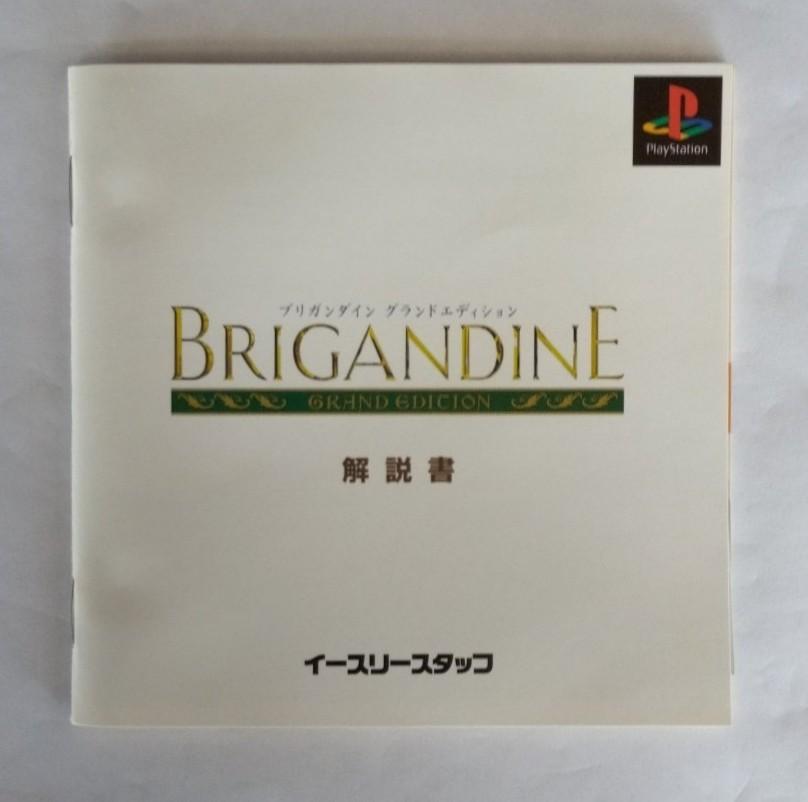 PlayStation
ブリガンダイン グランドエディション
BRIGANDINE
GRAND EDITION
解説書
イースリースタッフ